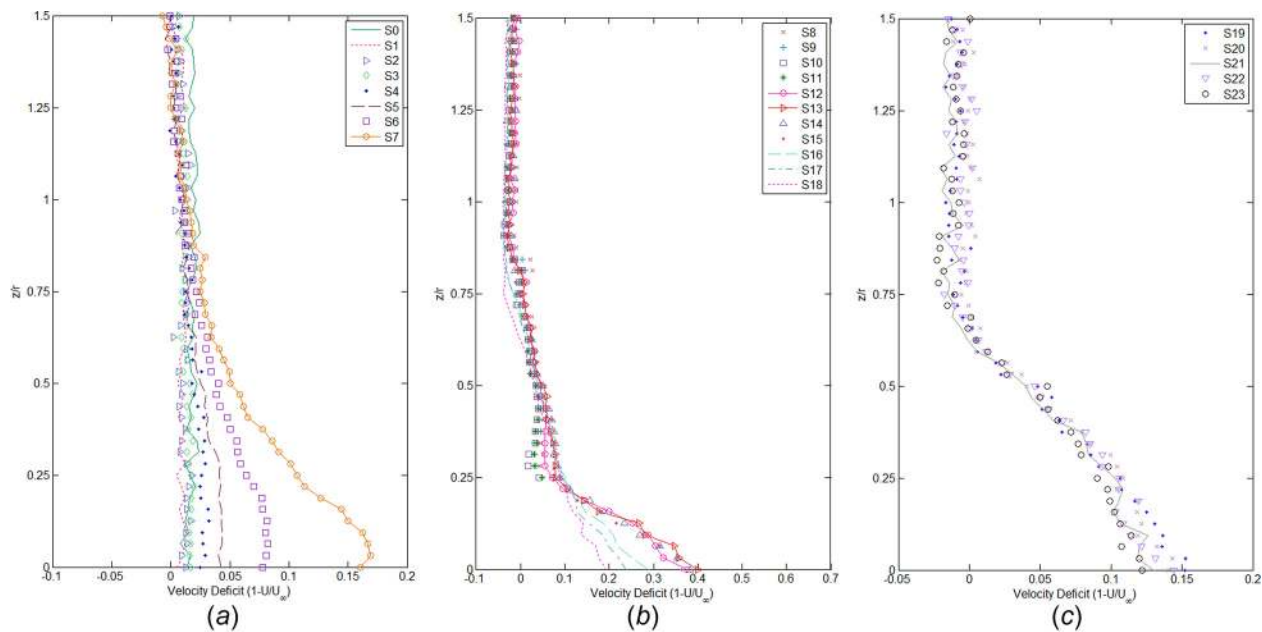 1.5
1.25
1
0.75
0.5
0.25
0
z/r
-0.1
-0.05
0
0.05
0.1
0.15
0.2
Velocity Deficit (1-U/U∞)
S0
S1
S2
S3
S4
S5
S6
S7
(a)
1.5
1.25
1
0.75
0.5
0.25
0
z/r
-0.1
0
0.1
0.2
0.3
0.4
0.5
0.6
0.7
Velocity Deficit (1-U/U∞)
S8
S9
S10
S11
S12
S13
S14
S15
S16
S17
S18
(b)
1.5
1.25
1
0.75
0.5
0.25
0
z/r
-0.05
0
0.05
0.1
0.15
0.2
Velocity Deficit (1-U/U∞)
S19
S20
S21
S22
S23
(c)